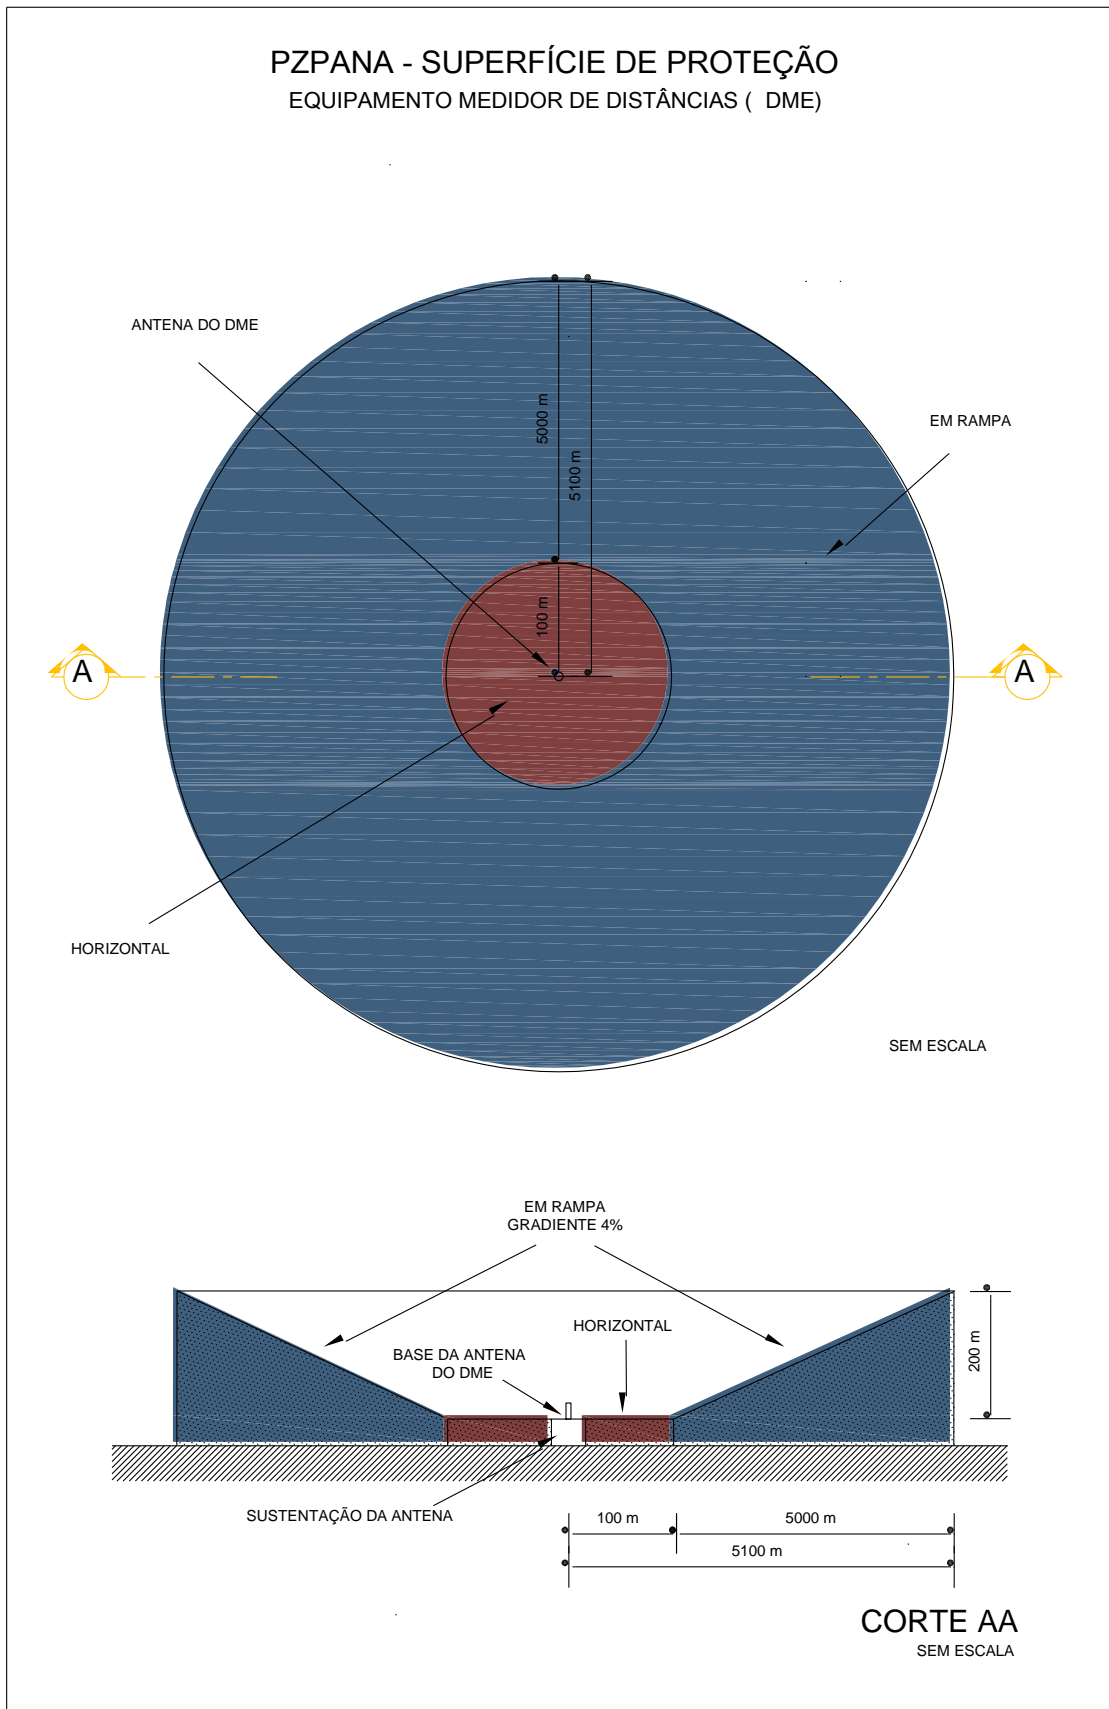 PZPANA - SUPERFÍCIE DE PROTEÇÃO
EQUIPAMENTO MEDIDOR DE DISTÂNCIAS ( DME)
ANTENA DO DME
5000 m
5100 m
EM RAMPA
100 m
A
A
HORIZONTAL
SEM ESCALA
EM RAMPA
GRADIENTE 4%
HORIZONTAL
BASE DA ANTENA
DO DME
200 m
SUSTENTAÇÃO DA ANTENA
100 m
5000 m
5100 m
CORTE AA
SEM ESCALA